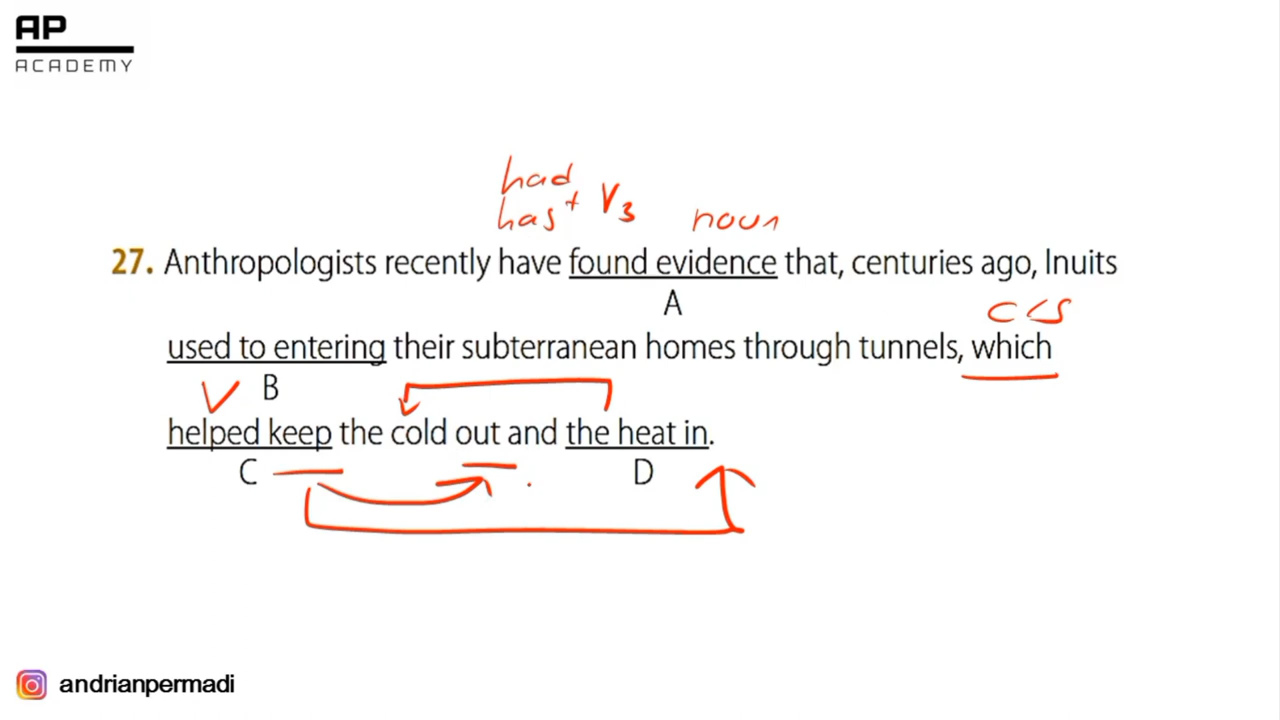 AP
ACADEMY
had
has + V3
noun
27. Anthropologists recently have found evidence that, centuries ago, Inuits
A
CCS
used to entering their subterranean homes through tunnels, which
V B
helped keep the cold out and the heat in.
C
D
andrianpermadi